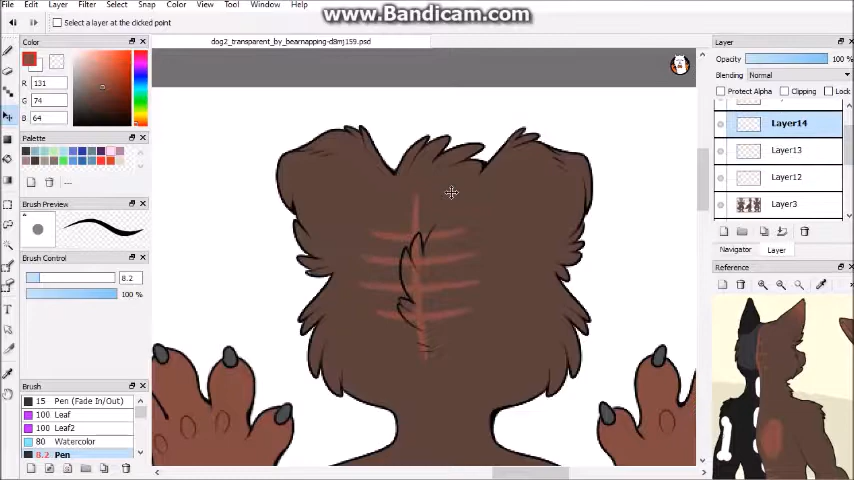 www.Bandicam.com
File Edit Layer Filter Select Snap Color View Tool Window Help
Select a layer at the clicked point
Color
dog2_transparent_by_bearnapping-d8mj159.psd
Layer
Opacity 100 %
Blending Normal
Protect Alpha Clipping Lock
R 131
G 74
B 64
Palette
Layer14
Layer13
Layer12
Layer3
Brush Preview
Brush Control
8.2
100 %
Navigator Layer
Reference
Brush
15 Pen (Fade In/Out)
100 Leaf
100 Leaf2
80 Watercolor
8.2 Pen